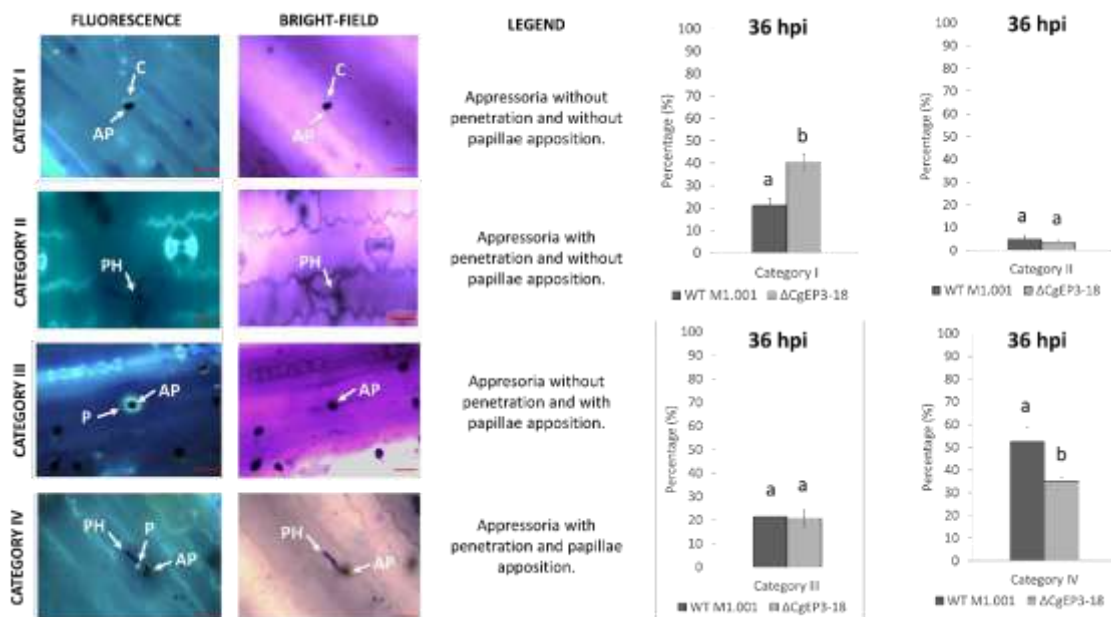 FLUORESCENCE
BRIGHT-FIELD
LEGEND
CATEGORY I
C
AP
C
AP
Appressoria without
penetration and without
papillae apposition.
CATEGORY II
PH
PH
Appressoria with
penetration and without
papillae apposition.
CATEGORY III
P
AP
AP
Appresoria without
penetration and with
papillae apposition.
CATEGORY IV
PH
P
AP
PH
AP
Appressoria with
penetration and papillae
apposition.
36 hpi
Percentage (%)
100
90
80
70
60
50
40
30
20
10
0
a
b
Category I
WT M1.001 ΔCgEP3-18
36 hpi
Percentage (%)
100
90
80
70
60
50
40
30
20
10
0
a
a
Category II
WT M1.001 ΔCgEP3-18
36 hpi
Percentage (%)
100
90
80
70
60
50
40
30
20
10
0
a
a
Category III
WT M1.001 ΔCgEP3-18
36 hpi
Percentage (%)
100
90
80
70
60
50
40
30
20
10
0
a
b
Category IV
WT M1.001 ΔCgEP3-18